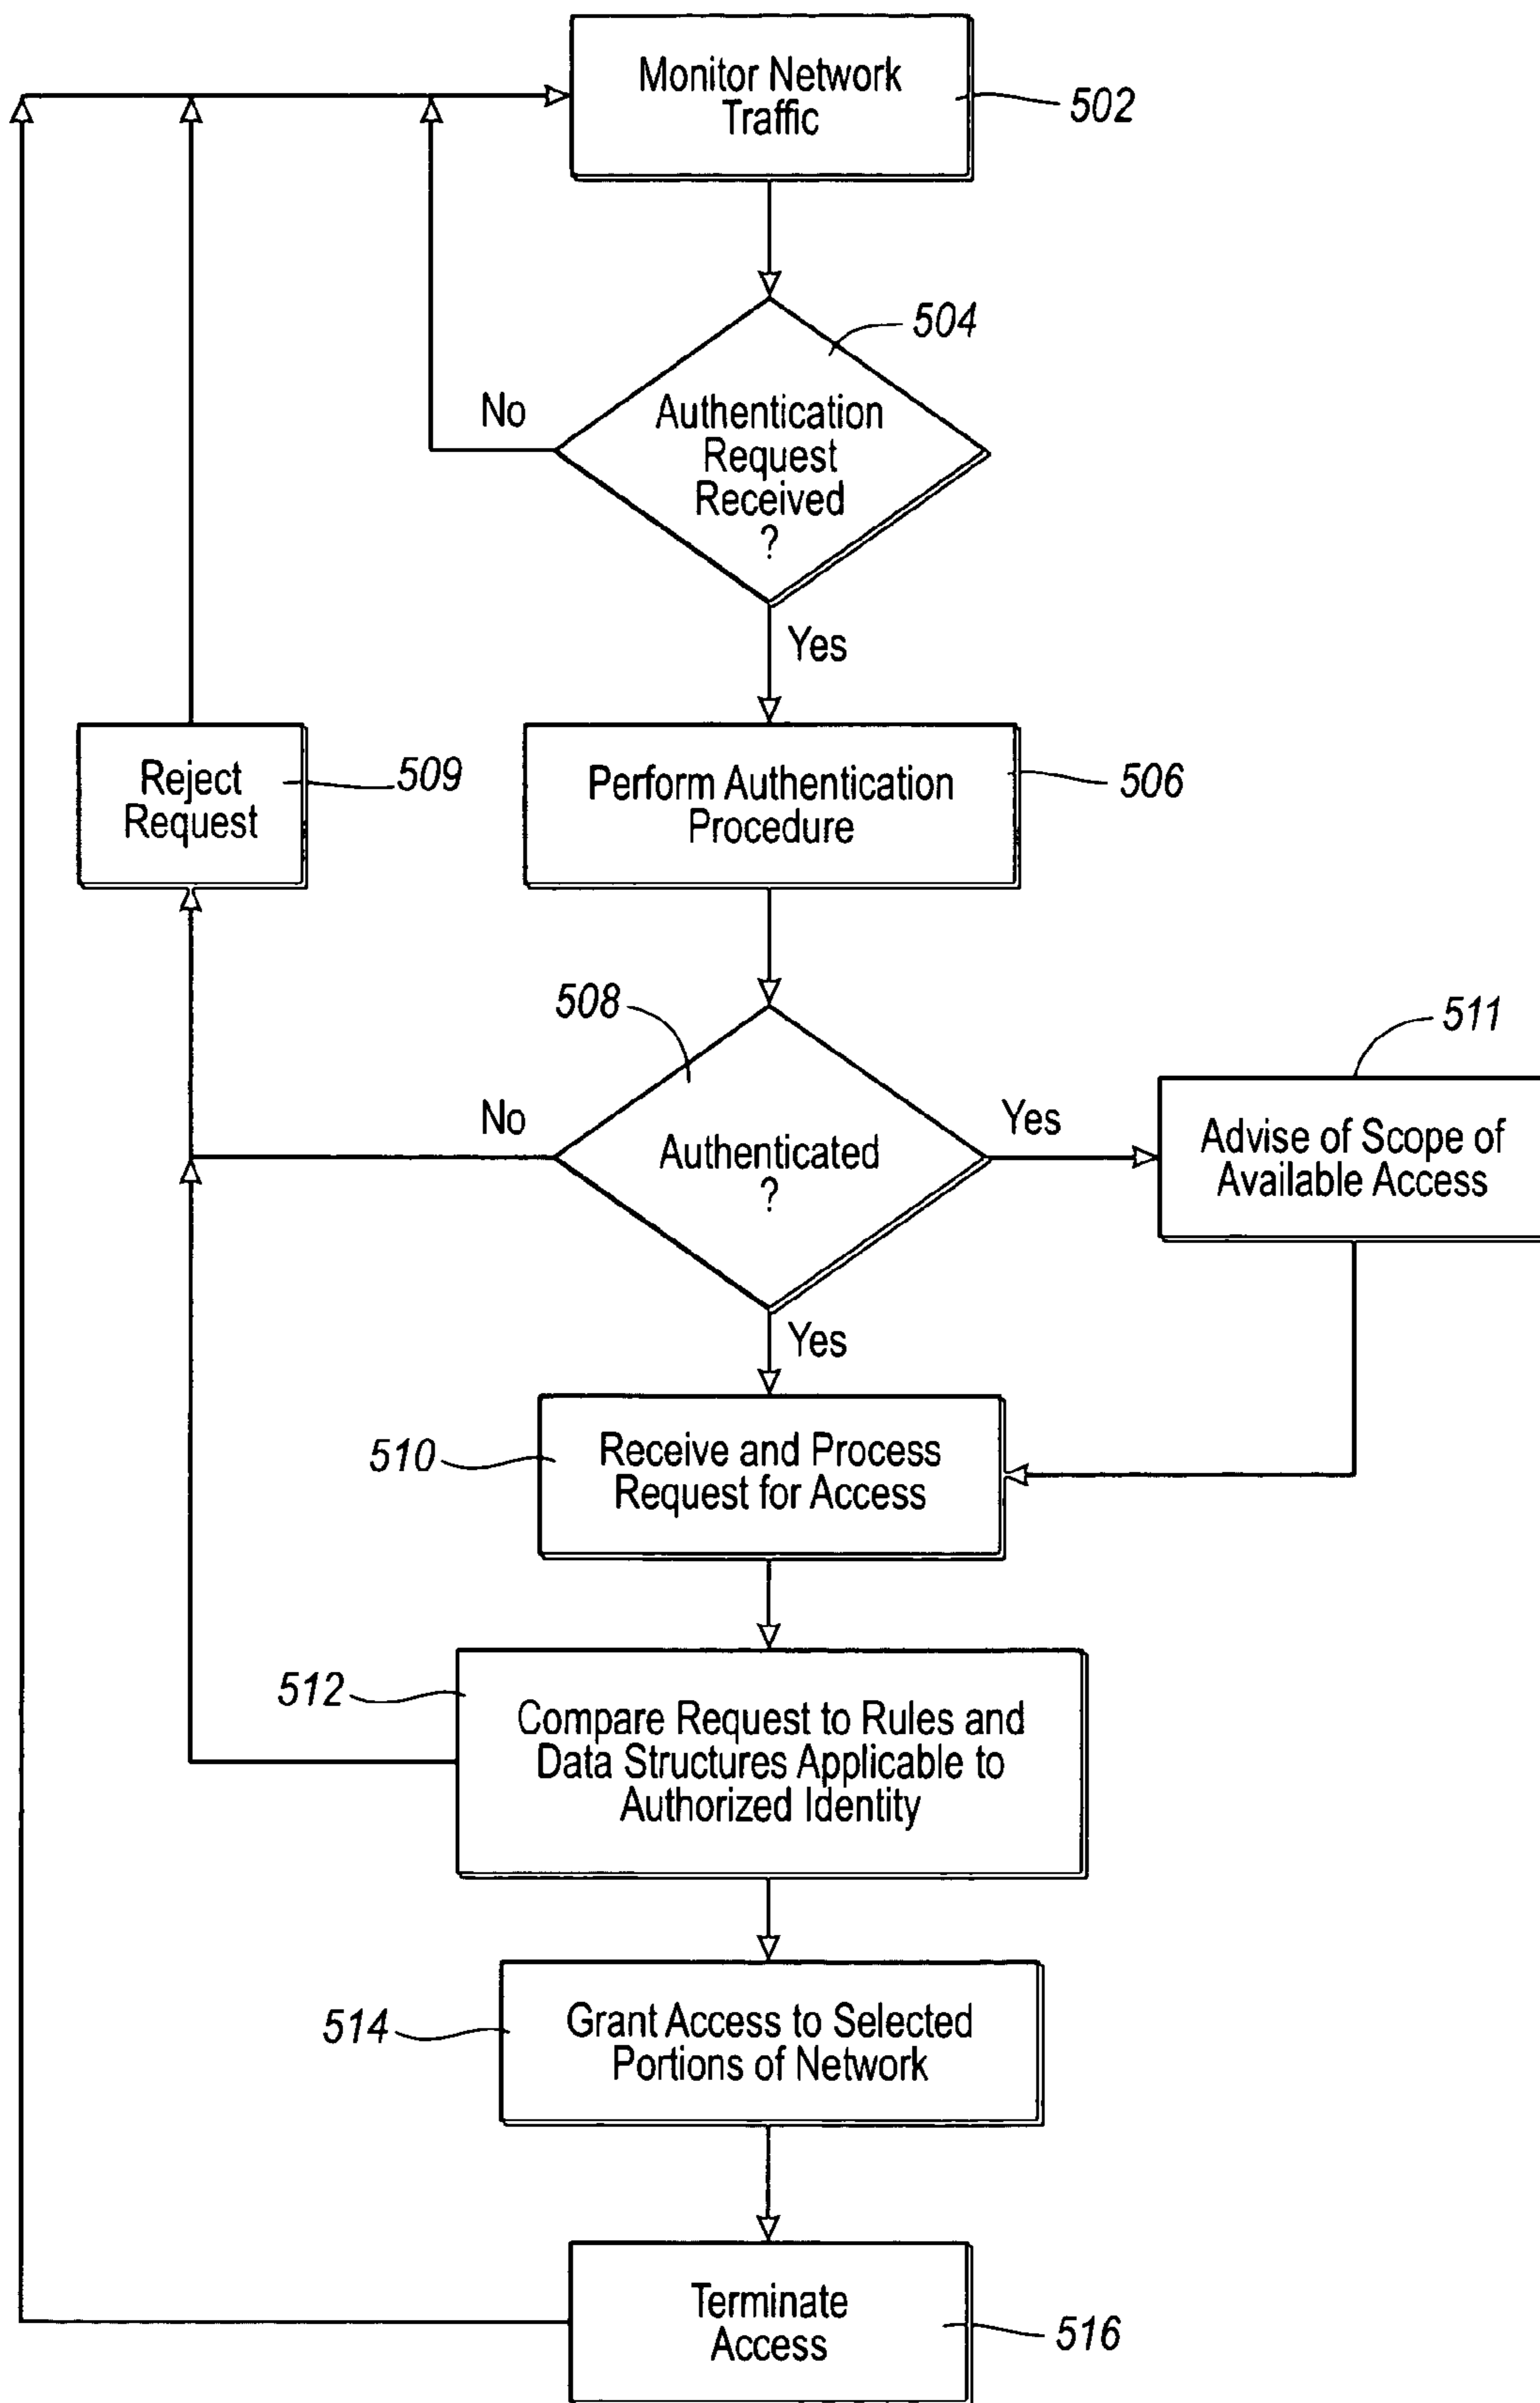 Monitor Network
Traffic
502
504
No
Authentication
Request
Received
?
Yes
Reject
Request
509
Perform Authentication
Procedure
506
508
511
No
Authenticated
?
Yes
Advise of Scope of
Available Access
Yes
510
Receive and Process
Request for Access
512
Compare Request to Rules and
Data Structures Applicable to
Authorized Identity
514
Grant Access to Selected
Portions of Network
Terminate
Access
516